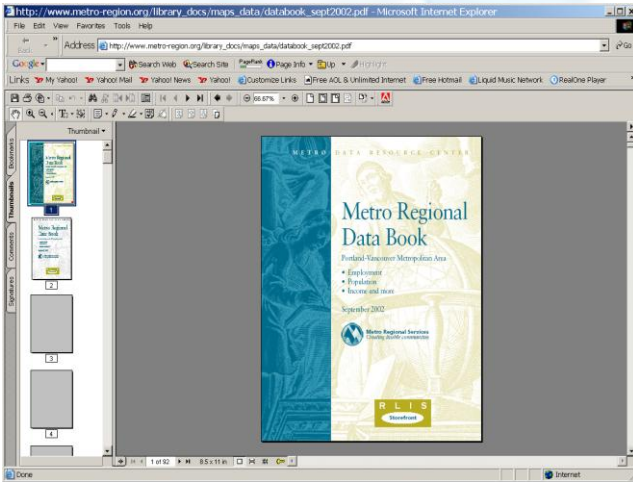 http://www.metro-region.org/library_docs/maps_data/databook_sept2002.pdf - Microsoft Internet Explorer
File Edit View Favorites Tools Help
Back Address http://www.metro-region.org/library_docs/maps_data/databook_sept2002.pdf Go
Google Search Web Search Site PageRank Page Info Up Highlight
Links My Yahoo! Yahoo! Mail Yahoo! News Yahoo! Customize Links Free AOL & Unlimited Internet Free Hotmail Liquid Music Network RealOne Player
66.67%
Bookmarks
Thumbnails
Comments
Signatures
Thumbnail
1
2
3
4
METRO DATA RESOURCE CENTER
Metro Regional
Data Book
Portland-Vancouver Metropolitan Area
• Employment
• Population
• Income and more
September 2002
Metro Regional Services
Creating livable communities
RLIS
Storefront
1 of 92 8.5 x 11 in
Done Internet